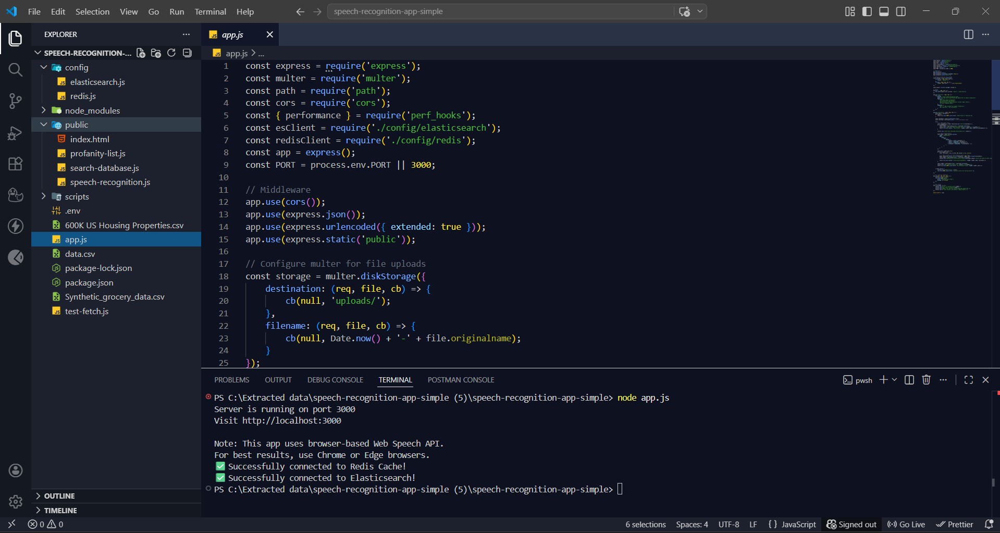 File Edit Selection View Go Run Terminal Help
speech-recognition-app-simple
EXPLORER
SPEECH-RECOGNITION-...
config
elasticsearch.js
redis.js
node_modules
public
index.html
profanity-list.js
search-database.js
speech-recognition.js
scripts
.env
600K US Housing Properties.csv
app.js
data.csv
package-lock.json
package.json
Synthetic_grocery_data.csv
test-fetch.js
OUTLINE
TIMELINE
app.js
app.js > ...
1 const express = require('express');
2 const multer = require('multer');
3 const path = require('path');
4 const cors = require('cors');
5 const { performance } = require('perf_hooks');
6 const esClient = require('./config/elasticsearch');
7 const redisClient = require('./config/redis');
8 const app = express();
9 const PORT = process.env.PORT || 3000;
10
11 // Middleware
12 app.use(cors());
13 app.use(express.json());
14 app.use(express.urlencoded({ extended: true }));
15 app.use(express.static('public'));
16
17 // Configure multer for file uploads
18 const storage = multer.diskStorage({
19 destination: (req, file, cb) => {
20 cb(null, 'uploads/');
21 },
22 filename: (req, file, cb) => {
23 cb(null, Date.now() + '-' + file.originalname);
24 }
25 });
PROBLEMS OUTPUT DEBUG CONSOLE TERMINAL POSTMAN CONSOLE
pwsh
PS C:\Extracted data\speech-recognition-app-simple (5)\speech-recognition-app-simple> node app.js
Server is running on port 3000
Visit http://localhost:3000
Note: This app uses browser-based Web Speech API.
For best results, use Chrome or Edge browsers.
✅ Successfully connected to Redis Cache!
✅ Successfully connected to Elasticsearch!
PS C:\Extracted data\speech-recognition-app-simple (5)\speech-recognition-app-simple>
0 0 6 selections Spaces: 4 UTF-8 LF { } JavaScript Signed out Go Live Prettier